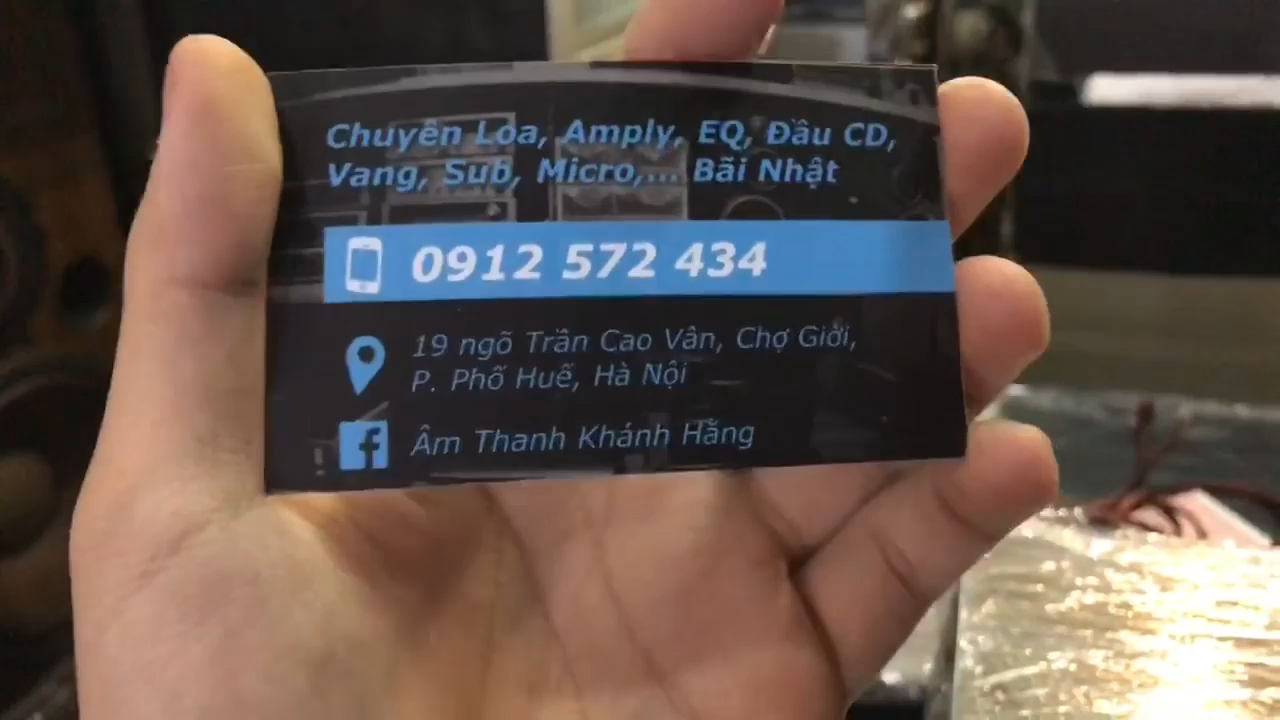 Chuyên Loa, Amply, EQ, Đầu CD,
Vang, Sub, Micro,... Bãi Nhật
0912 572 434
19 ngõ Trần Cao Vân, Chợ Giời,
P. Phố Huế, Hà Nội
Âm Thanh Khánh Hằng